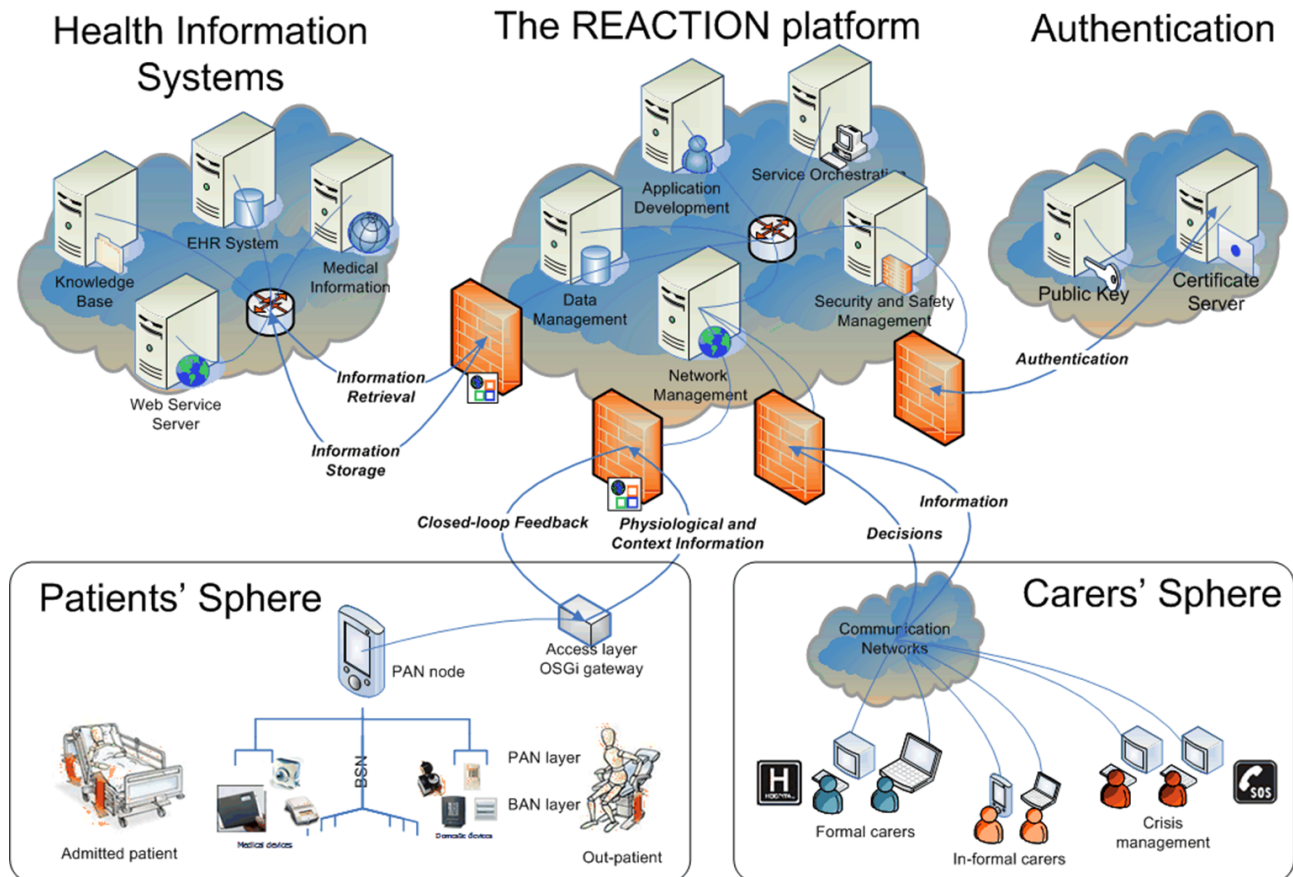 Health Information
Systems
The REACTION platform
Authentication
EHR System
Knowledge
Base
Medical
Information
Web Service
Server
Application
Development
Service Orchestration
Data
Management
Network
Management
Security and Safety
Management
Public Key
Certificate
Server
Information
Retrieval
Information
Storage
Authentication
Closed-loop Feedback
Physiological and
Context Information
Decisions
Information
Patients' Sphere
PAN node
Access layer
OSGi gateway
BSN
PAN layer
BAN layer
Medical devices
Domestic devices
Admitted patient
Out-patient
Carers' Sphere
Communication
Networks
H
HOSPITAL
SOS
Formal carers
In-formal carers
Crisis
management